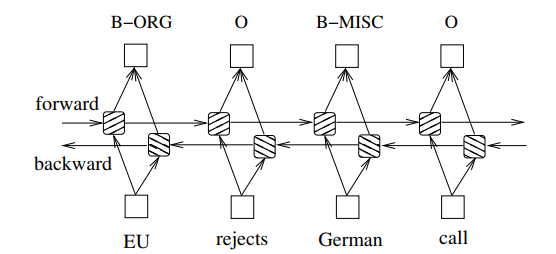 B−ORG O B−MISC O
forward
backward
EU rejects German call